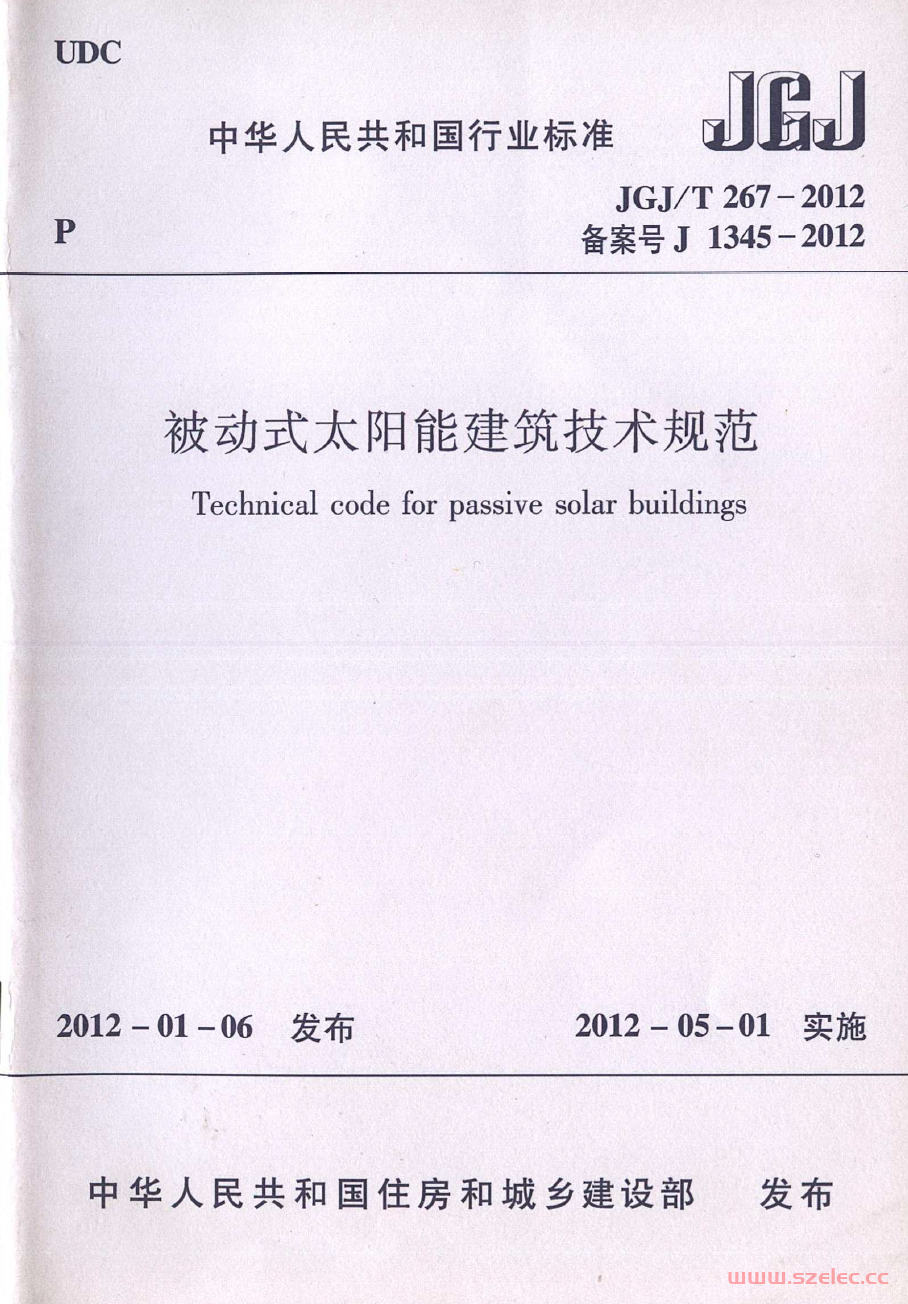 UDC
JGJ
中华人民共和国行业标准
JGJ/T 267-2012
P
备案号 J 1345-2012
被动式太阳能建筑技术规范
Technical code for passive solar buildings
2012-01-06 发布 2012-05-01 实施
中华人民共和国住房和城乡建设部 发布
www.szelec.cc